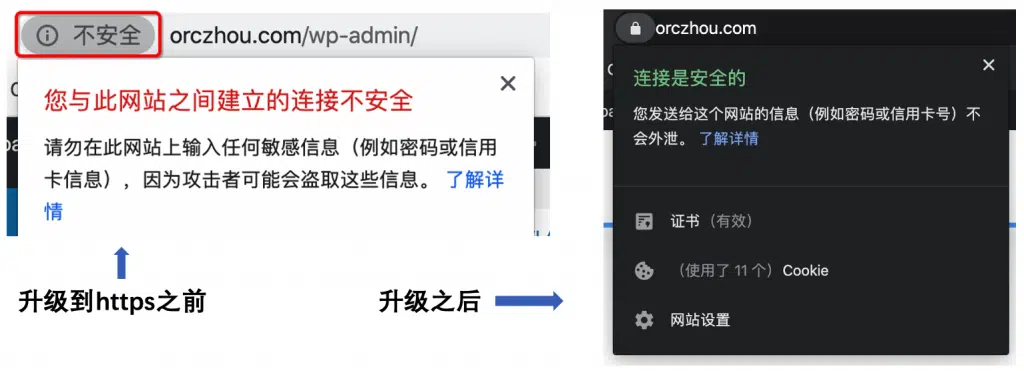 不安全 orczhou.com/wp-admin/
您与此网站之间建立的连接不安全
请勿在此网站上输入任何敏感信息（例如密码或信用
卡信息），因为攻击者可能会盗取这些信息。 了解详
情
升级到https之前
升级之后
orczhou.com
连接是安全的
您发送给这个网站的信息（例如密码或信用卡号）不
会外泄。 了解详情
证书（有效）
（使用了 11 个）Cookie
网站设置